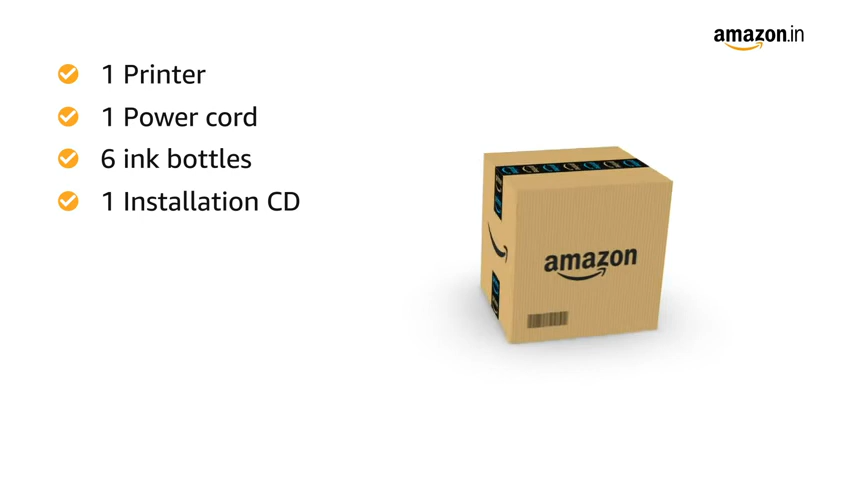 amazon.in
1 Printer
1 Power cord
6 ink bottles
1 Installation CD
amazon